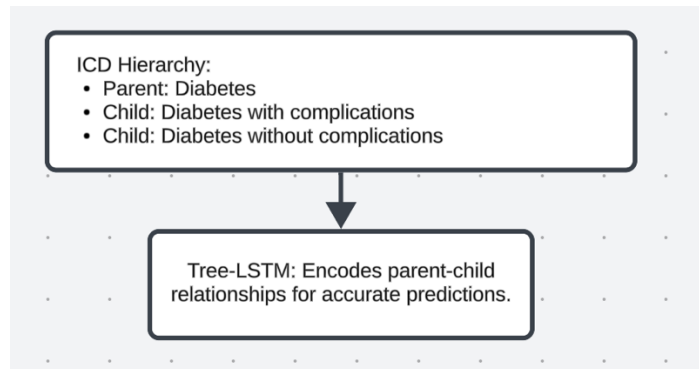 ICD Hierarchy:
• Parent: Diabetes
• Child: Diabetes with complications
• Child: Diabetes without complications
Tree-LSTM: Encodes parent-child
relationships for accurate predictions.